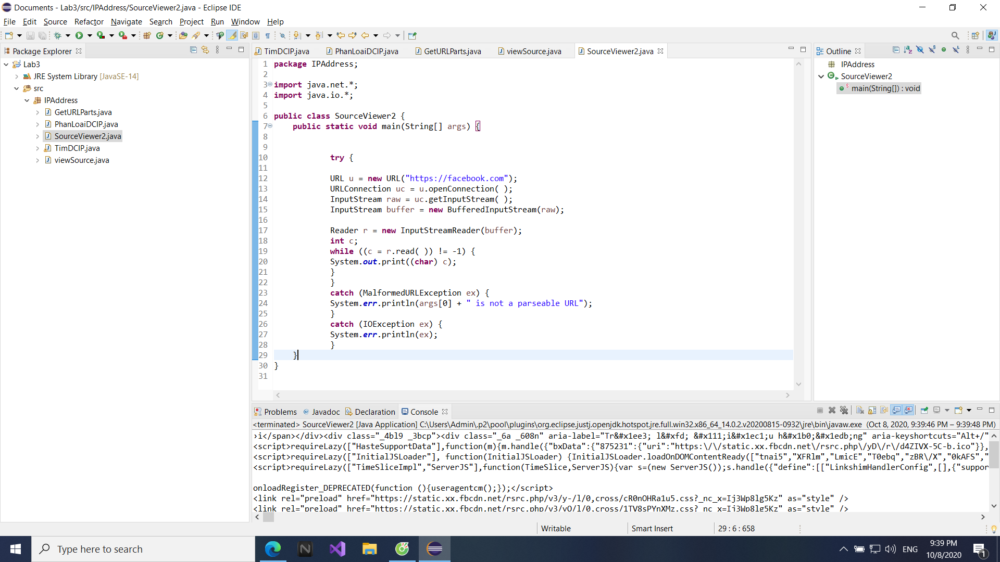 Documents - Lab3/src/IPAddress/SourceViewer2.java - Eclipse IDE
File Edit Source Refactor Navigate Search Project Run Window Help
Package Explorer
Lab3
JRE System Library [JavaSE-14]
src
IPAddress
GetURLParts.java
PhanLoaiDCIP.java
SourceViewer2.java
TimDCIP.java
viewSource.java
TimDCIP.java PhanLoaiDCIP.java GetURLParts.java viewSource.java SourceViewer2.java
1 package IPAddress;
2
3 import java.net.*;
4 import java.io.*;
5
6 public class SourceViewer2 {
7 public static void main(String[] args) {
8
9
10 try {
11
12 URL u = new URL("https://facebook.com");
13 URLConnection uc = u.openConnection( );
14 InputStream raw = uc.getInputStream( );
15 InputStream buffer = new BufferedInputStream(raw);
16
17 Reader r = new InputStreamReader(buffer);
18 int c;
19 while ((c = r.read( )) != -1) {
20 System.out.print((char) c);
21 }
22 }
23 catch (MalformedURLException ex) {
24 System.err.println(args[0] + " is not a parseable URL");
25 }
26 catch (IOException ex) {
27 System.err.println(ex);
28 }
29 }
30 }
31
Outline
IPAddress
SourceViewer2
main(String[]) : void
Problems Javadoc Declaration Console
<terminated> SourceViewer2 [Java Application] C:\Users\Admin\.p2\pool\plugins\org.eclipse.justj.openjdk.hotspot.jre.full.win32.x86_64_14.0.2.v20200815-0932\jre\bin\javaw.exe (Oct 8, 2020, 9:39:46 PM – 9:39:48 PM)
>i</span></div><div class="_4bl9 _3bcp"><div class="_6a _608n" aria-label="Tr&#x1ee3; l&#xfd; &#x111;i&#x1ec1;u h&#x1b0;&#x1edb;ng" aria-keyshortcuts="Alt+/"
<script>requireLazy(["HasteSupportData"],function(m){m.handle({"bxData":{"875231":{"uri":"https:\/\/static.xx.fbcdn.net\/rsrc.php\/yD\/r\/d4ZIVX-5C-b.ico"}},
<script>requireLazy(["InitialJSLoader"], function(InitialJSLoader) {InitialJSLoader.loadOnDOMContentReady(["tnai5","XFRlm","LmicE","T0ebq","zBR\/X","0kAFS","
<script>requireLazy(["TimeSliceImpl","ServerJS"],function(TimeSlice,ServerJS){var s=(new ServerJS());s.handle({"define":[["LinkshimHandlerConfig",[],{"suppor
onloadRegister_DEPRECATED(function (){useragentcm();});</script>
<link rel="preload" href="https://static.xx.fbcdn.net/rsrc.php/v3/y-/l/0,cross/cR0nOHRa1u5.css?_nc_x=Ij3Wp8lg5Kz" as="style" />
<link rel="preload" href="https://static.xx.fbcdn.net/rsrc.php/v3/yO/l/0,cross/1TV8sPYnXMz.css?_nc_x=Ij3Wp8lg5Kz" as="style" />
Writable Smart Insert 29 : 6 : 658
Type here to search
ENG
9:39 PM
10/8/2020
1